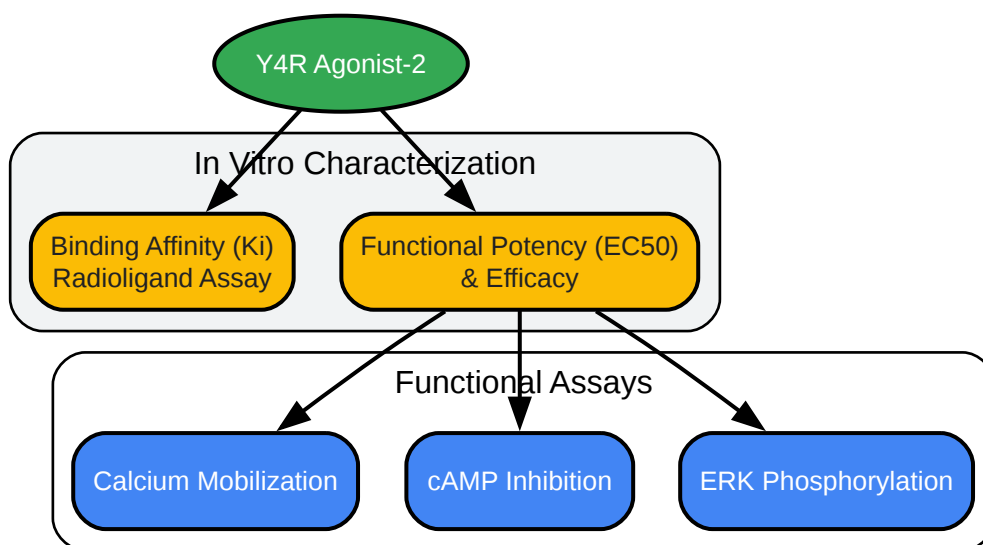 Y4R Agonist-2
In Vitro Characterization
Binding Affinity (Ki)
Radioligand Assay
Functional Potency (EC50)
& Efficacy
Functional Assays
Calcium Mobilization
cAMP Inhibition
ERK Phosphorylation